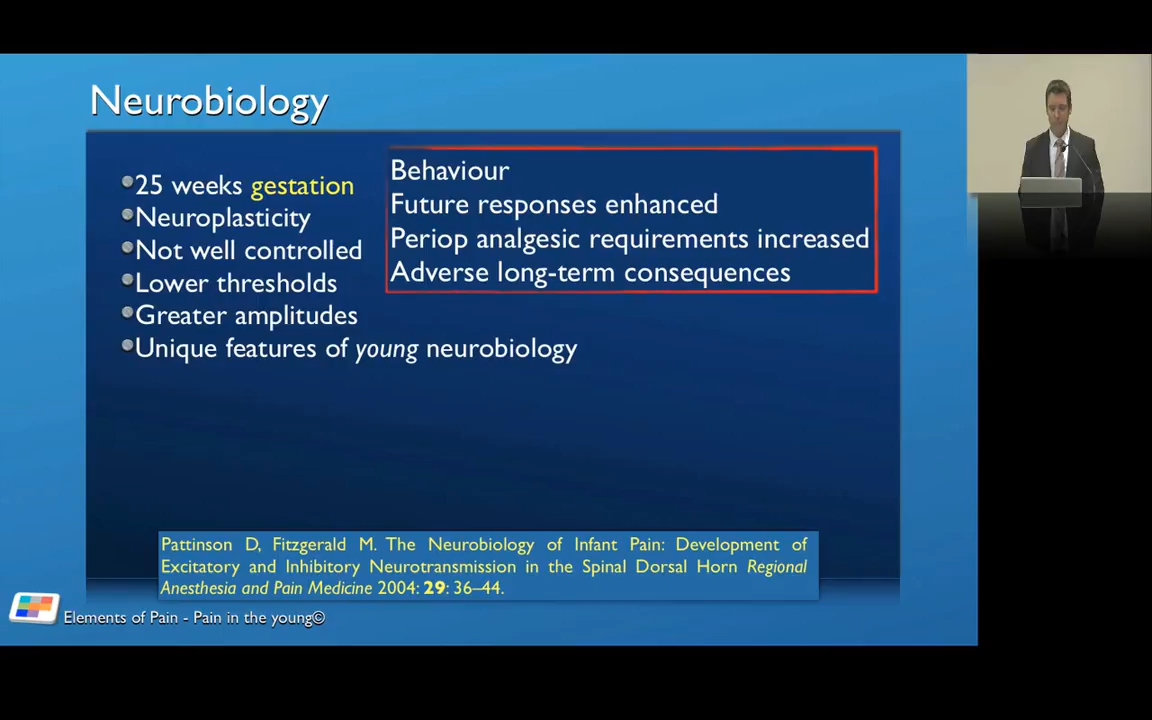 Neurobiology
25 weeks gestation
Neuroplasticity
Not well controlled
Lower thresholds
Greater amplitudes
Unique features of young neurobiology
Behaviour
Future responses enhanced
Periop analgesic requirements increased
Adverse long-term consequences
Pattinson D, Fitzgerald M. The Neurobiology of Infant Pain: Development of
Excitatory and Inhibitory Neurotransmission in the Spinal Dorsal Horn Regional
Anesthesia and Pain Medicine 2004: 29: 36–44.
Elements of Pain - Pain in the young©